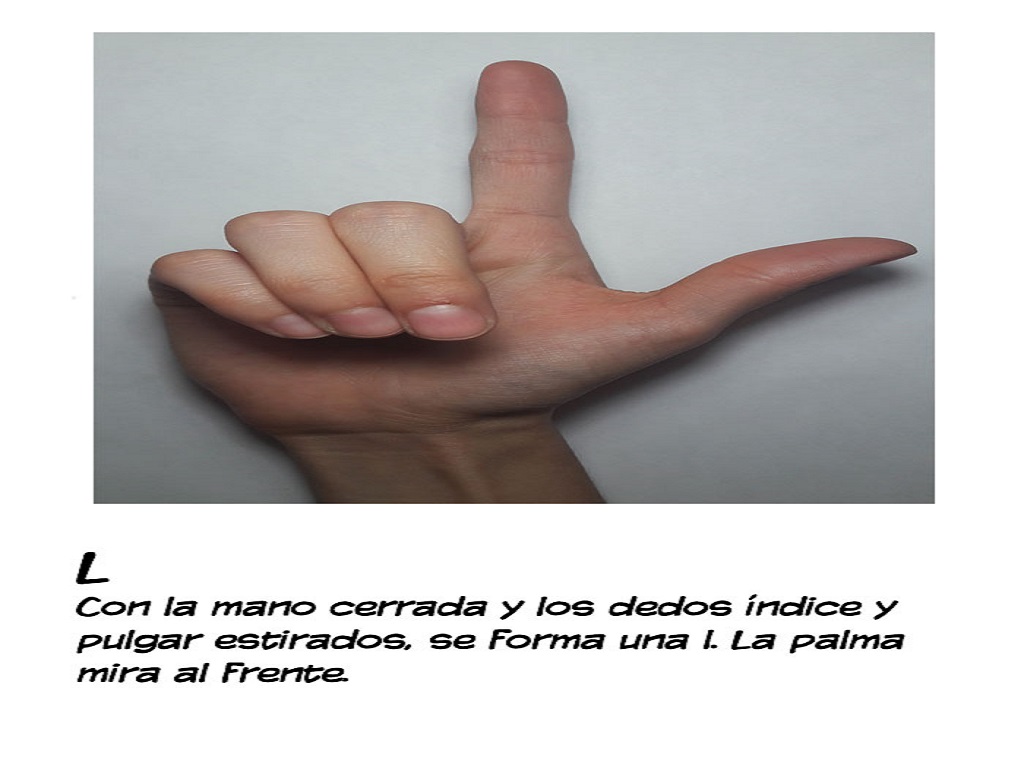 L
Con la mano cerrada y los dedos índice y
pulgar estirados, se forma una l. La palma
mira al frente.